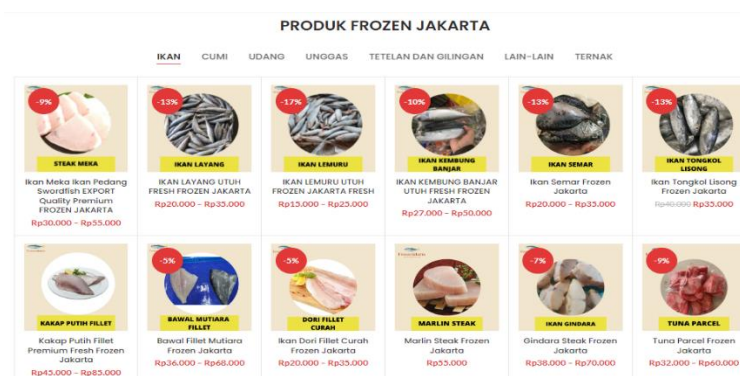 PRODUK FROZEN JAKARTA
IKAN CUMI UDANG UNGGAS TETELAN DAN GILINGAN LAIN-LAIN TERNAK
-9%
STEAK MEKA
Ikan Meka Ikan Pedang
Swordfish EXPORT
Quality Premium
FROZEN JAKARTA
Rp30.000 – Rp55.000
-13%
IKAN LAYANG
IKAN LAYANG UTUH
FRESH FROZEN JAKARTA
Rp20.000 – Rp35.000
-17%
IKAN LEMURU
IKAN LEMURU UTUH
FROZEN JAKARTA FRESH
Rp15.000 – Rp25.000
-10%
IKAN KEMBUNG
BANJAR
IKAN KEMBUNG BANJAR
UTUH FRESH FROZEN
JAKARTA
Rp27.000 – Rp50.000
-13%
IKAN SEMAR
Ikan Semar Frozen
Jakarta
Rp20.000 – Rp35.000
-13%
IKAN TONGKOL
LISONG
Ikan Tongkol Lisong
Frozen Jakarta
Rp40.000 Rp35.000
KAKAP PUTIH FILLET
Kakap Putih Fillet
Premium Fresh Frozen
Jakarta
Rp45.000 – Rp85.000
-5%
BAWAL MUTIARA
FILLET
Bawal Fillet Mutiara
Frozen Jakarta
Rp36.000 – Rp68.000
-5%
DORI FILLET
CURAH
Ikan Dori Fillet Curah
Frozen Jakarta
Rp20.000 – Rp35.000
MARLIN STEAK
Marlin Steak Frozen
Jakarta
Rp55.000
-7%
IKAN GINDARA
Gindara Steak Frozen
Jakarta
Rp38.000 – Rp70.000
-9%
TUNA PARCEL
Tuna Parcel Frozen
Jakarta
Rp32.000 – Rp60.000